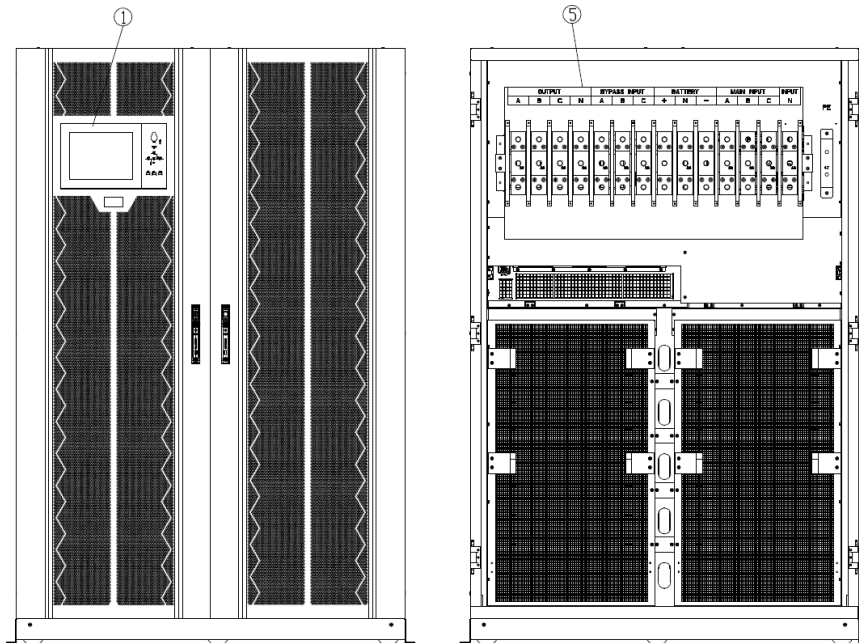 ① ⑤
OUTPUT BYPASS INPUT BATTERY MAIN INPUT INPUT
A B C N A B C + N - A B C N
PE